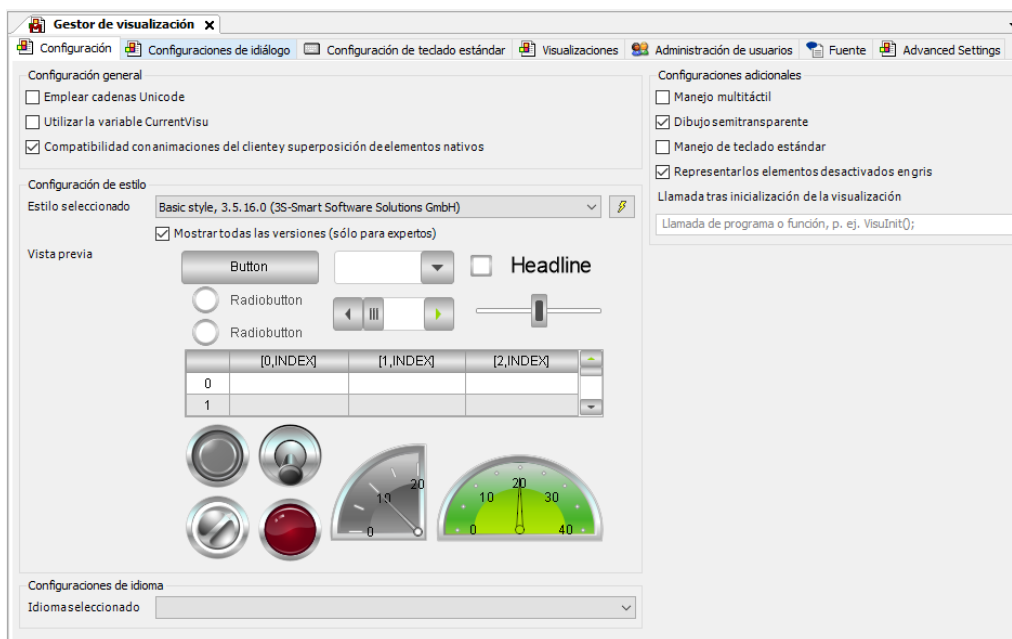 Gestor de visualización
Configuración Configuraciones de idiálogo Configuración de teclado estándar Visualizaciones Administración de usuarios Fuente Advanced Settings
Configuración general
Emplear cadenas Unicode
Utilizar la variable CurrentVisu
Compatibilidad con animaciones del cliente y superposición de elementos nativos
Configuraciones adicionales
Manejo multitáctil
Dibujo semitransparente
Manejo de teclado estándar
Representar los elementos desactivados en gris
Llamada tras inicialización de la visualización
Llamada de programa o función, p. ej. VisuInit();
Configuración de estilo
Estilo seleccionado Basic style, 3.5.16.0 (3S-Smart Software Solutions GmbH)
Mostrar todas las versiones (sólo para expertos)
Vista previa
Button Headline
Radiobutton
Radiobutton
[0,INDEX] [1,INDEX] [2,INDEX]
0
1
0 10 20
0 10 20 30 40
Configuraciones de idioma
Idioma seleccionado